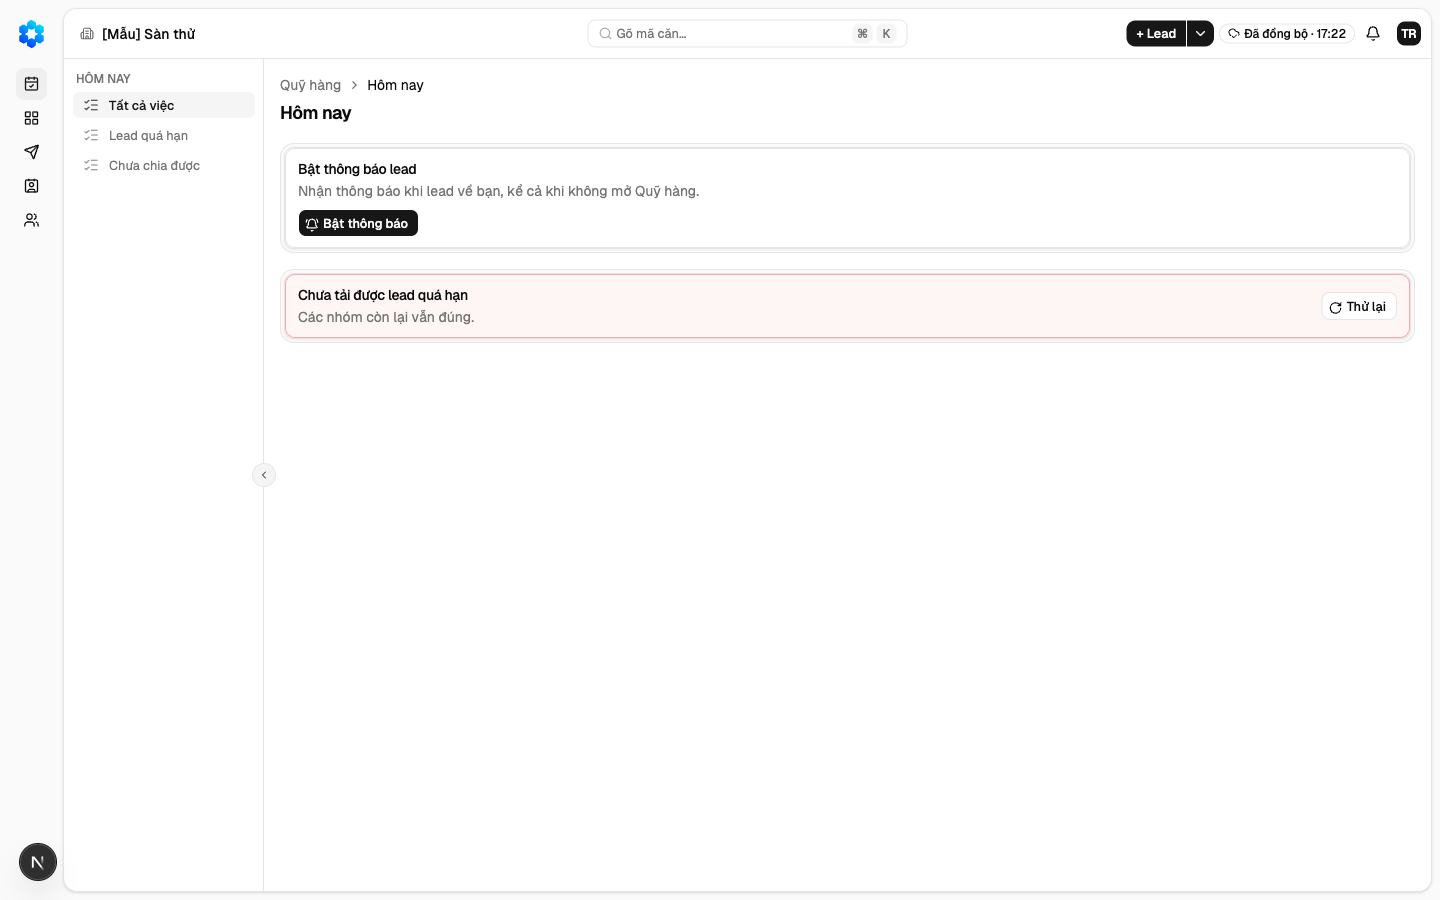 [Mẫu] Sàn thử
Gõ mã căn...
⌘ K
+ Lead
Đã đồng bộ · 17:22
TR
HÔM NAY
Tất cả việc
Lead quá hạn
Chưa chia được
Quỹ hàng > Hôm nay
Hôm nay
Bật thông báo lead
Nhận thông báo khi lead về bạn, kể cả khi không mở Quỹ hàng.
Bật thông báo
Chưa tải được lead quá hạn
Các nhóm còn lại vẫn đúng.
Thử lại
N